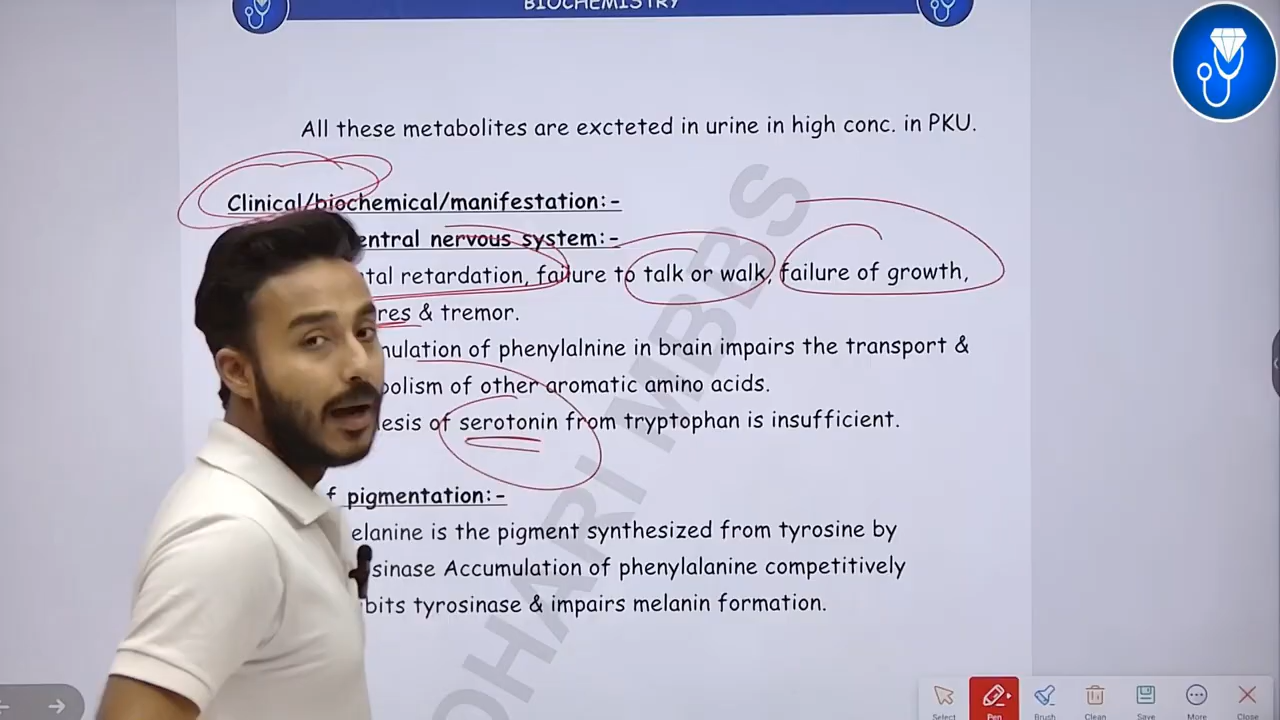 BIOCHEMISTRY
All these metabolites are excteted in urine in high conc. in PKU.
Clinical/biochemical/manifestation:-
entral nervous system:-
tal retardation, failure to talk or walk, failure of growth,
res & tremor.
nulation of phenylalnine in brain impairs the transport &
bolism of other aromatic amino acids.
esis of serotonin from tryptophan is insufficient.
f pigmentation:-
elanine is the pigment synthesized from tyrosine by
sinase Accumulation of phenylalanine competitively
bits tyrosinase & impairs melanin formation.
OHARI MBBS
Select
Pen
Brush
Clean
Save
More
Close